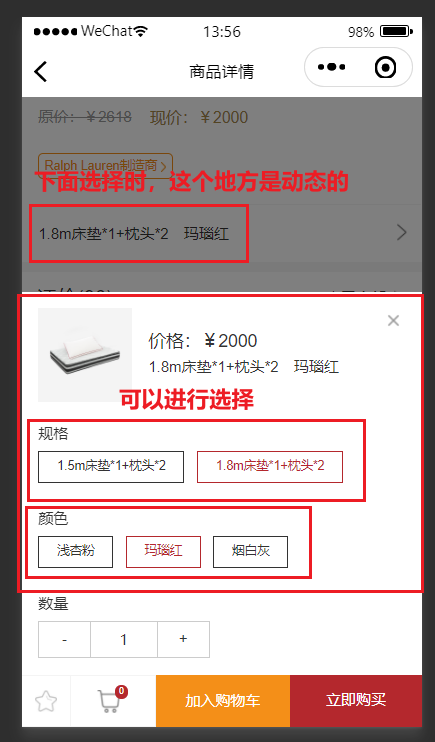 WeChat 13:56 98%
商品详情
原价：￥2618 现价：￥2000
Ralph Lauren制造商 >
下面选择时，这个地方是动态的
1.8m床垫*1+枕头*2 玛瑙红
价格：￥2000
1.8m床垫*1+枕头*2 玛瑙红
可以进行选择
规格
1.5m床垫*1+枕头*2 1.8m床垫*1+枕头*2
颜色
浅杏粉 玛瑙红 烟白灰
数量
- 1 +
0
加入购物车 立即购买